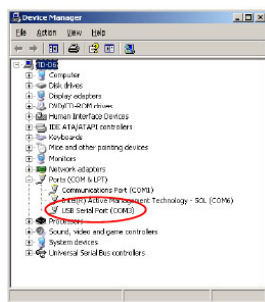 Device Manager
File Action View Help
TD-06
Computer
Disk drives
Display adapters
DVD/CD-ROM drives
Human Interface Devices
IDE ATA/ATAPI controllers
Keyboards
Mice and other pointing devices
Monitors
Network adapters
Ports (COM & LPT)
Communications Port (COM1)
Intel(R) Active Management Technology - SOL (COM6)
USB Serial Port (COM3)
Processors
Sound, video and game controllers
System devices
Universal Serial Bus controllers